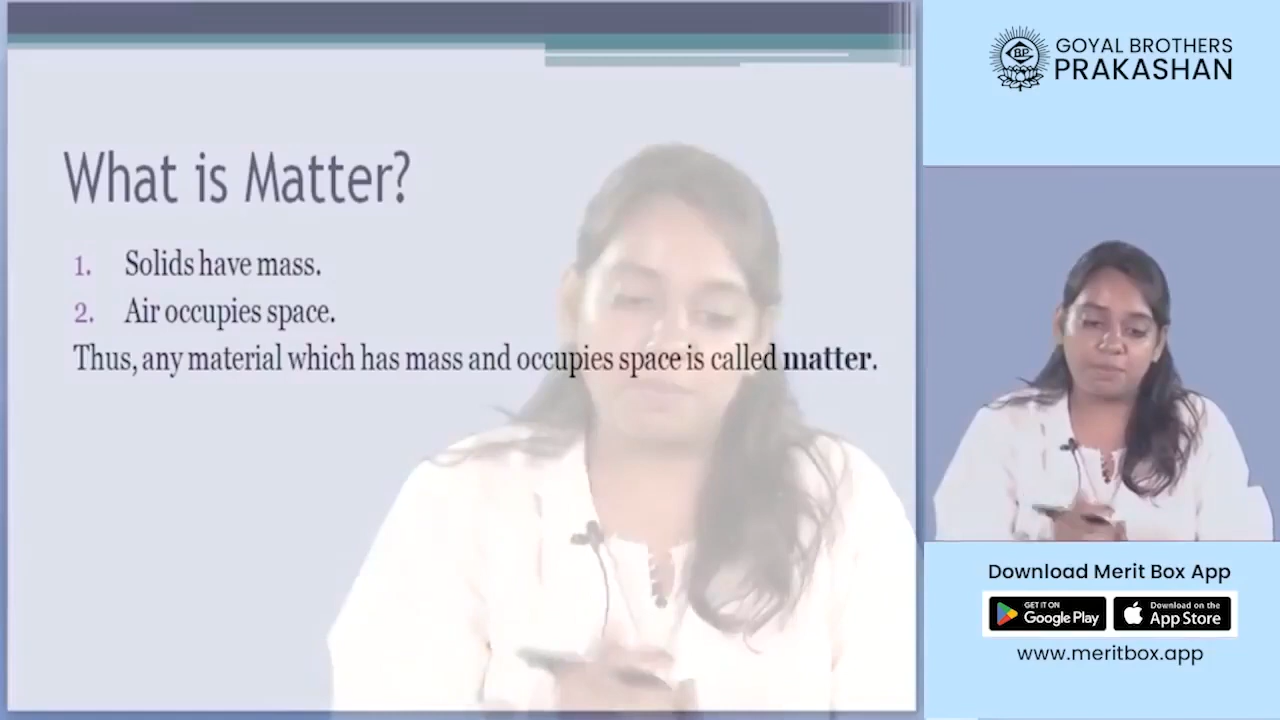 What is Matter?
1. Solids have mass.
2. Air occupies space.
Thus, any material which has mass and occupies space is called matter.
GOYAL BROTHERS
PRAKASHAN
Download Merit Box App
GET IT ON
Google Play
Download on the
App Store
www.meritbox.app